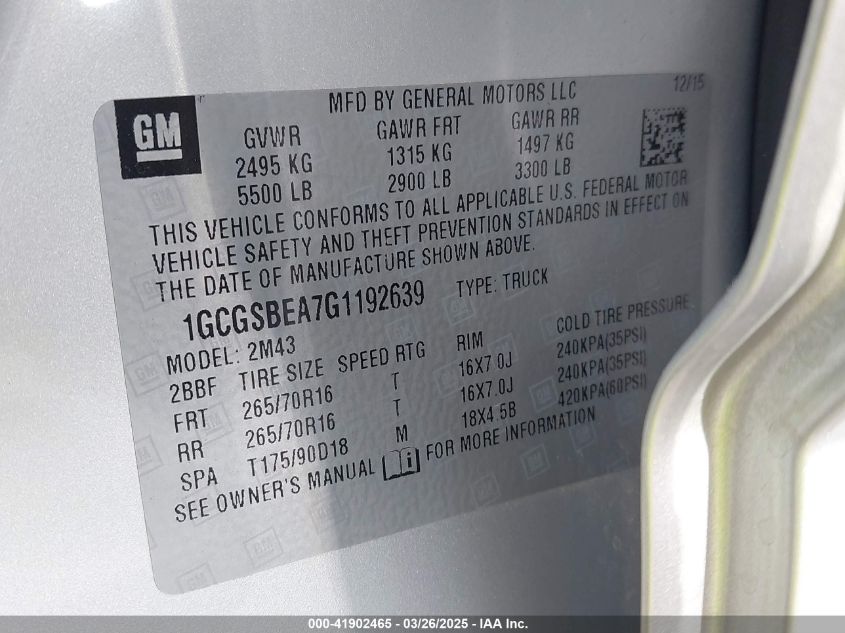 MFD BY GENERAL MOTORS LLC 12/15
GM
GVWR GAWR FRT GAWR RR
2495 KG 1315 KG 1497 KG
5500 LB 2900 LB 3300 LB
THIS VEHICLE CONFORMS TO ALL APPLICABLE U.S. FEDERAL MOTOR
VEHICLE SAFETY AND THEFT PREVENTION STANDARDS IN EFFECT ON
THE DATE OF MANUFACTURE SHOWN ABOVE.
1GCGSBEA7G1192639 TYPE: TRUCK
MODEL: 2M43
2BBF TIRE SIZE SPEED RTG RIM COLD TIRE PRESSURE
FRT 265/70R16 T 16X7.0J 240KPA(35PSI)
RR 265/70R16 T 16X7.0J 240KPA(35PSI)
SPA T175/90D18 M 18X4.5B 420KPA(60PSI)
SEE OWNER'S MANUAL i FOR MORE INFORMATION
000-41902465 - 03/26/2025 - IAA Inc.